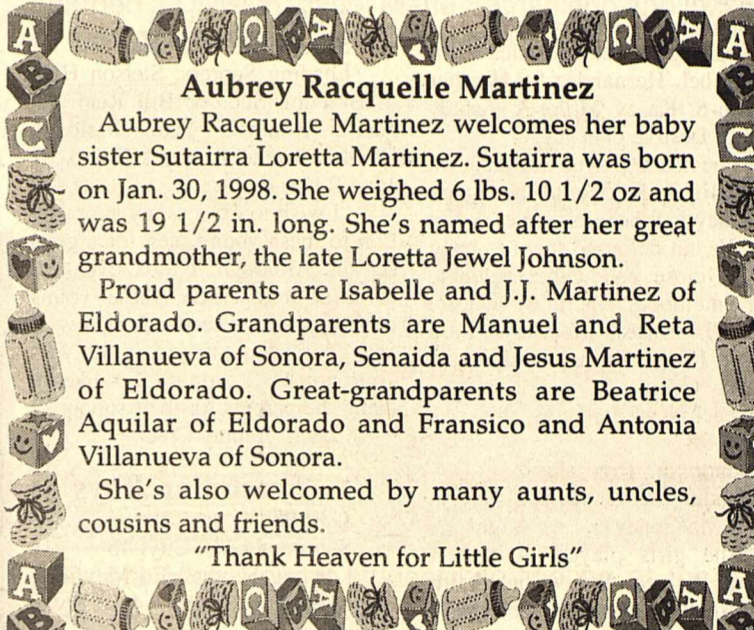 Aubrey Racquelle Martinez
Aubrey Racquelle Martinez welcomes her baby
sister Sutairra Loretta Martinez. Sutairra was born
on Jan. 30, 1998. She weighed 6 lbs. 10 1/2 oz and
was 19 1/2 in. long. She's named after her great
grandmother, the late Loretta Jewel Johnson.
Proud parents are Isabelle and J.J. Martinez of
Eldorado. Grandparents are Manuel and Reta
Villanueva of Sonora, Senaida and Jesus Martinez
of Eldorado. Great-grandparents are Beatrice
Aquilar of Eldorado and Fransico and Antonia
Villanueva of Sonora.
She's also welcomed by many aunts, uncles,
cousins and friends.
"Thank Heaven for Little Girls"